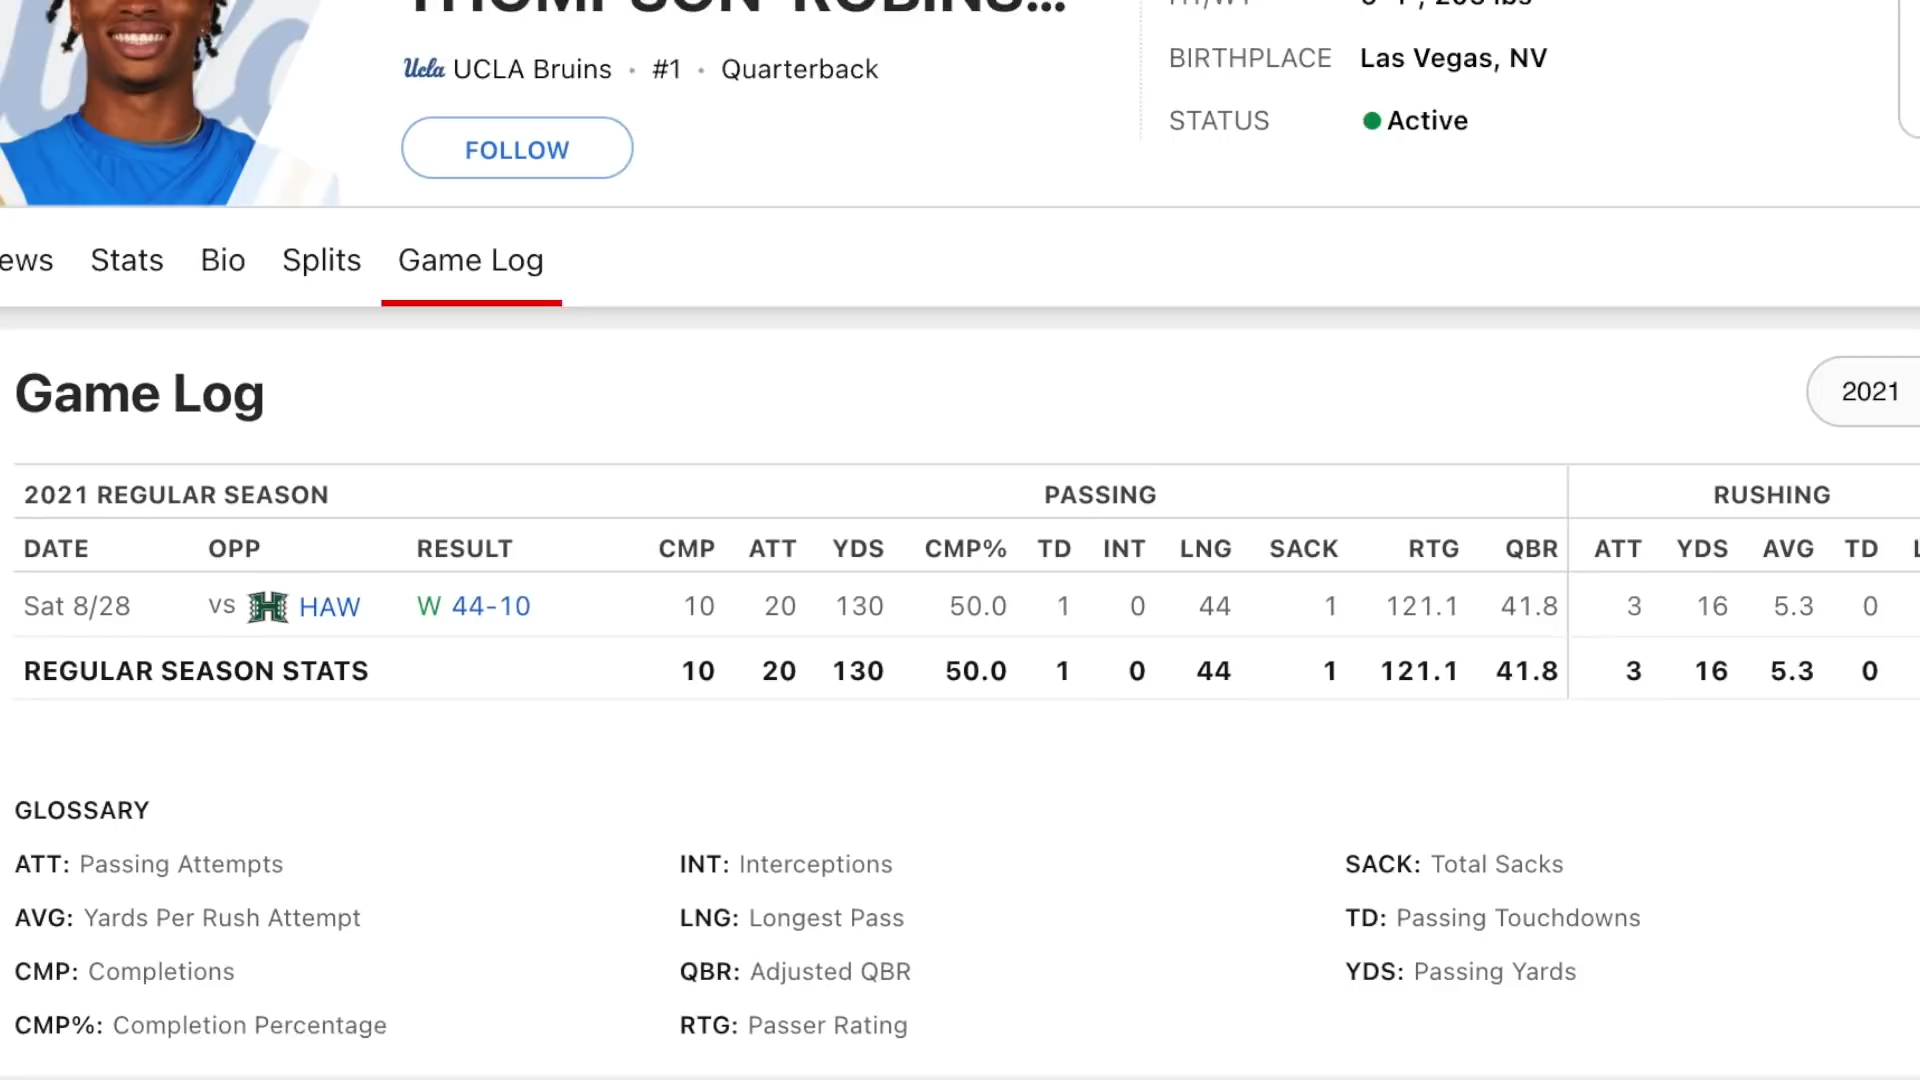 THOMPSON-ROBINS...
Ucla UCLA Bruins • #1 • Quarterback
FOLLOW
BIRTHPLACE Las Vegas, NV
STATUS Active
Stats Bio Splits Game Log
Game Log
2021
2021 REGULAR SEASON PASSING RUSHING
DATE OPP RESULT CMP ATT YDS CMP% TD INT LNG SACK RTG QBR ATT YDS AVG TD
Sat 8/28 vs H HAW W 44-10 10 20 130 50.0 1 0 44 1 121.1 41.8 3 16 5.3 0
REGULAR SEASON STATS 10 20 130 50.0 1 0 44 1 121.1 41.8 3 16 5.3 0
GLOSSARY
ATT: Passing Attempts
AVG: Yards Per Rush Attempt
CMP: Completions
CMP%: Completion Percentage
INT: Interceptions
LNG: Longest Pass
QBR: Adjusted QBR
RTG: Passer Rating
SACK: Total Sacks
TD: Passing Touchdowns
YDS: Passing Yards